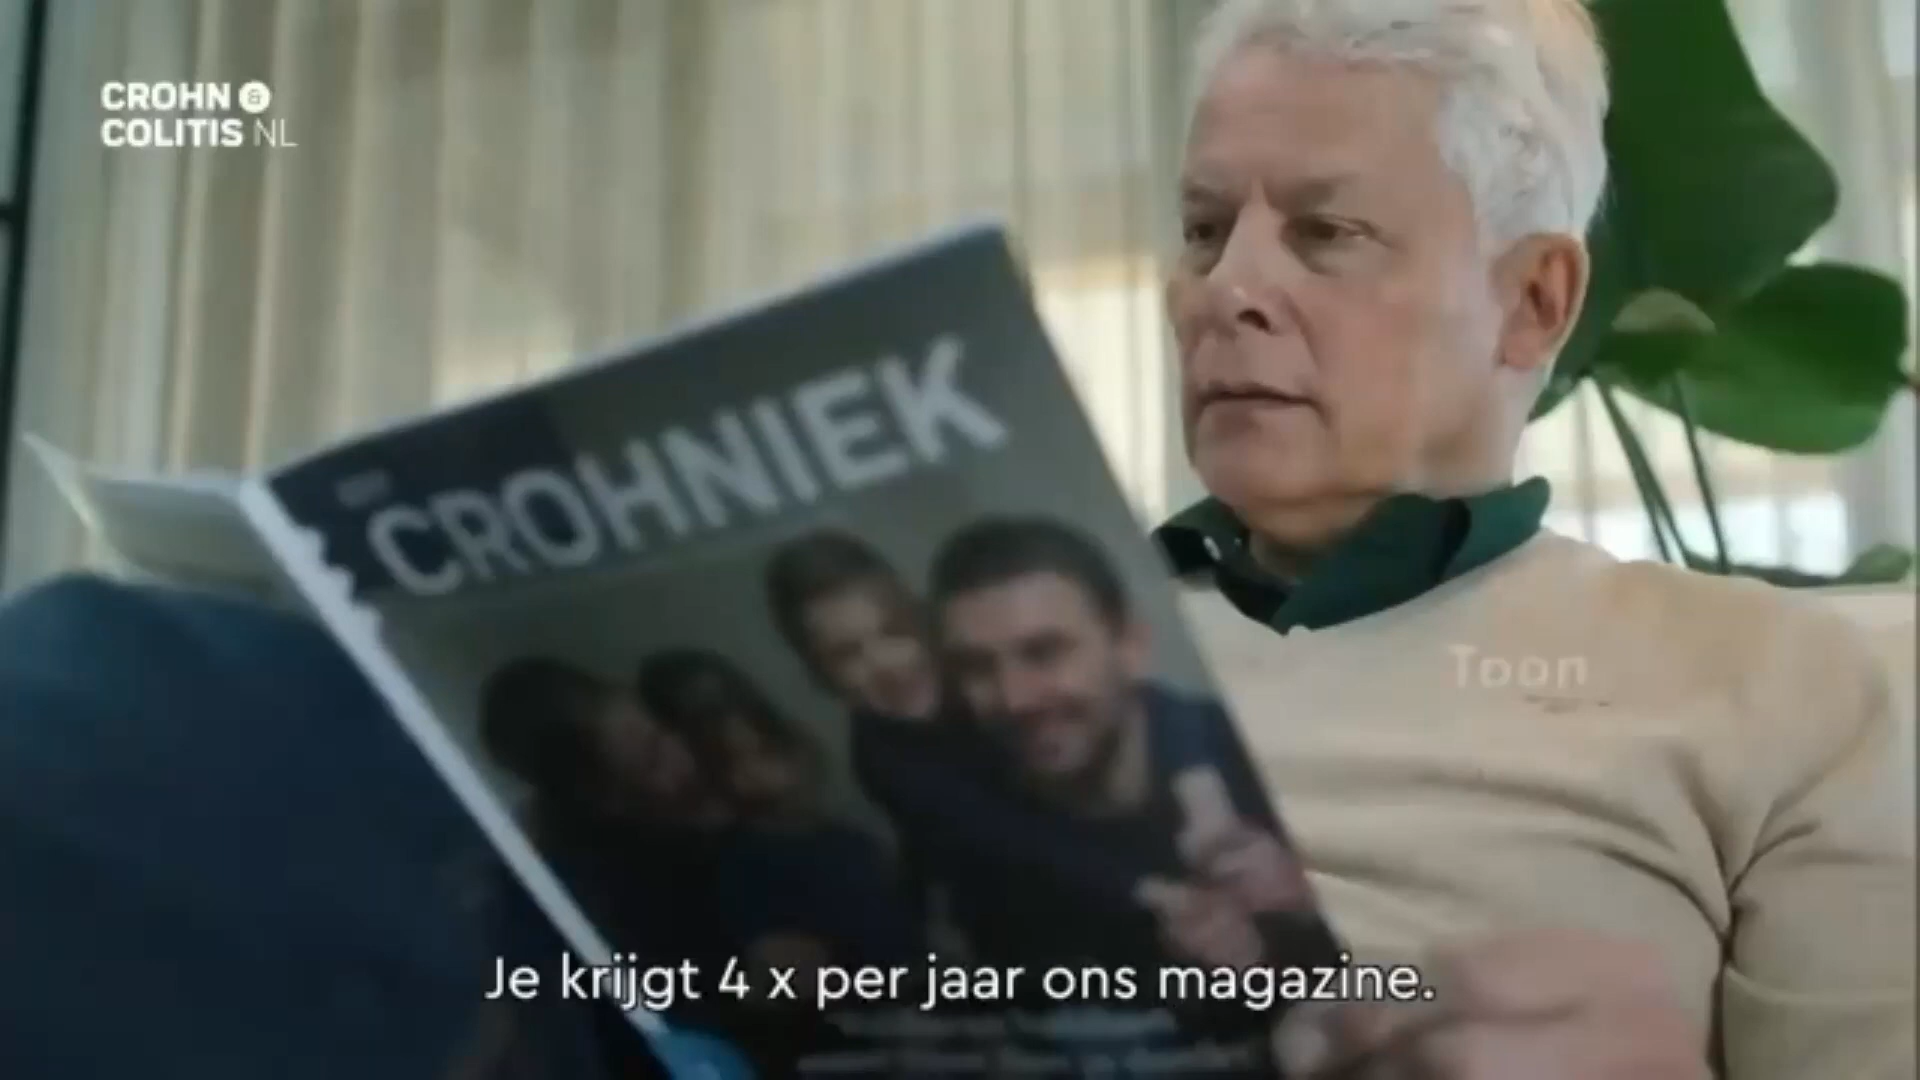 CROHN &
COLITIS NL
CROHNIEK
Toon
Je krijgt 4 x per jaar ons magazine.